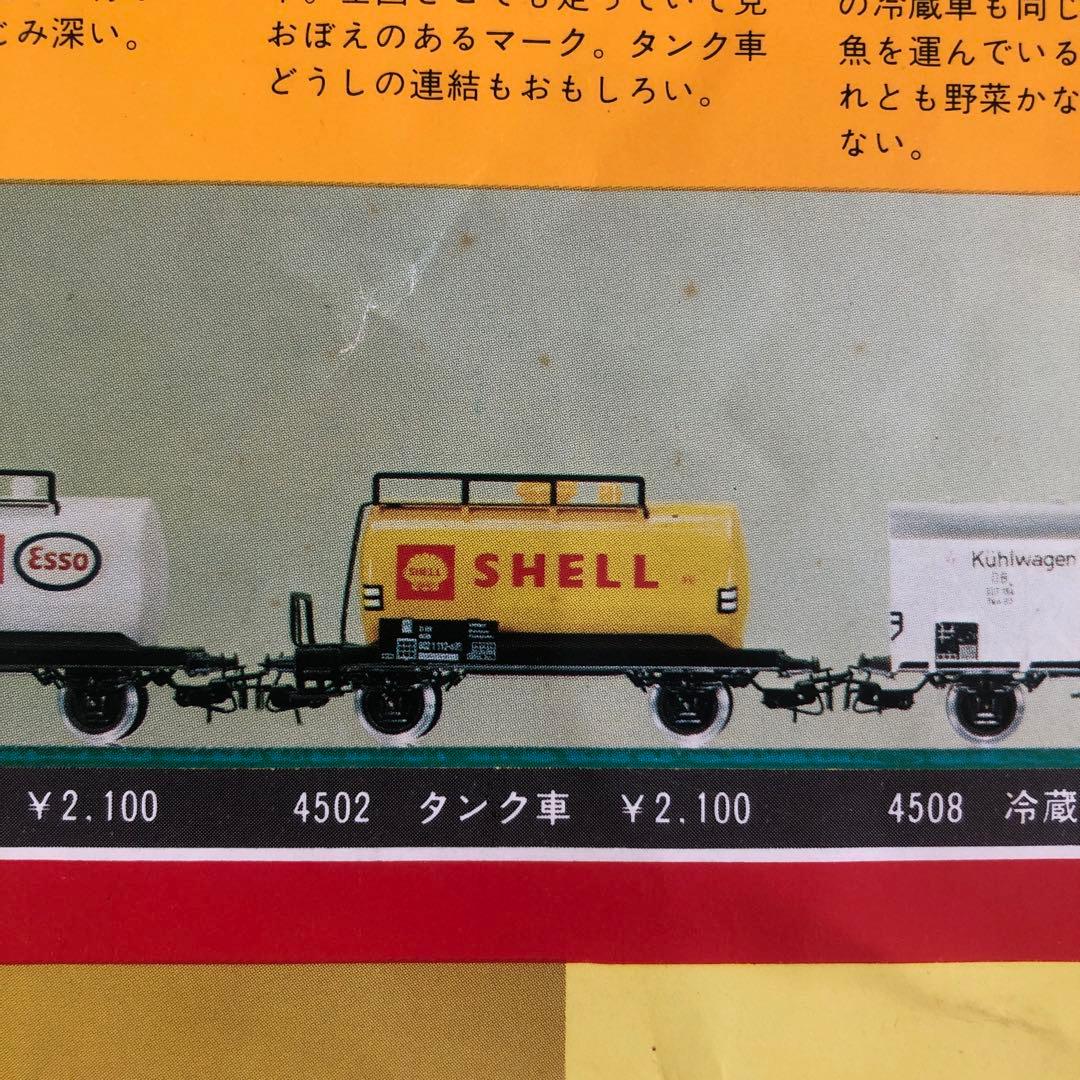 じみ深い。
おぼえのあるマーク。タンク車
どうしの連結もおもしろい。
の冷蔵車も同じ
魚を運んでいる
れとも野菜かな
ない。
Esso
SHELL
SHELL
Kühlwagen
DB
¥2.100
4502 タンク車 ¥2.100
4508 冷蔵